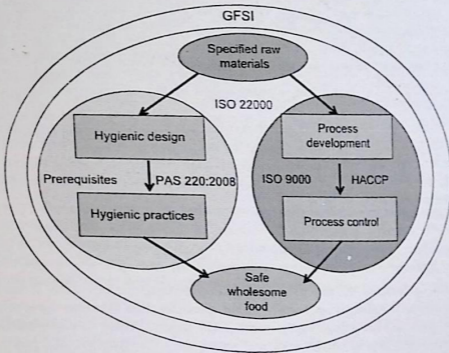 GFSI
Specified raw
materials
ISO 22000
Hygienic design
Process
development
Prerequisites
PAS 220:2008
ISO 9000
HACCP
Hygienic practices
Process control
Safe
wholesome
food